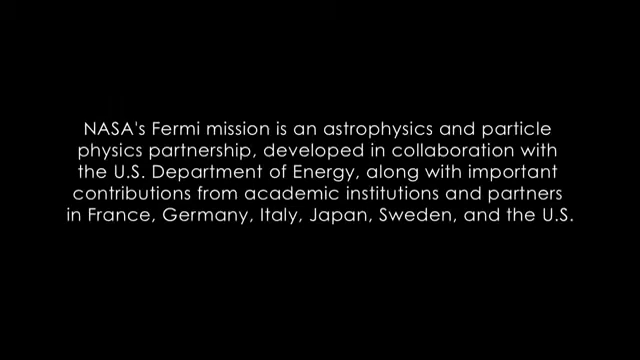 NASA's Fermi mission is an astrophysics and particle
physics partnership, developed in collaboration with
the U.S. Department of Energy, along with important
contributions from academic institutions and partners
in France, Germany, Italy, Japan, Sweden, and the U.S.